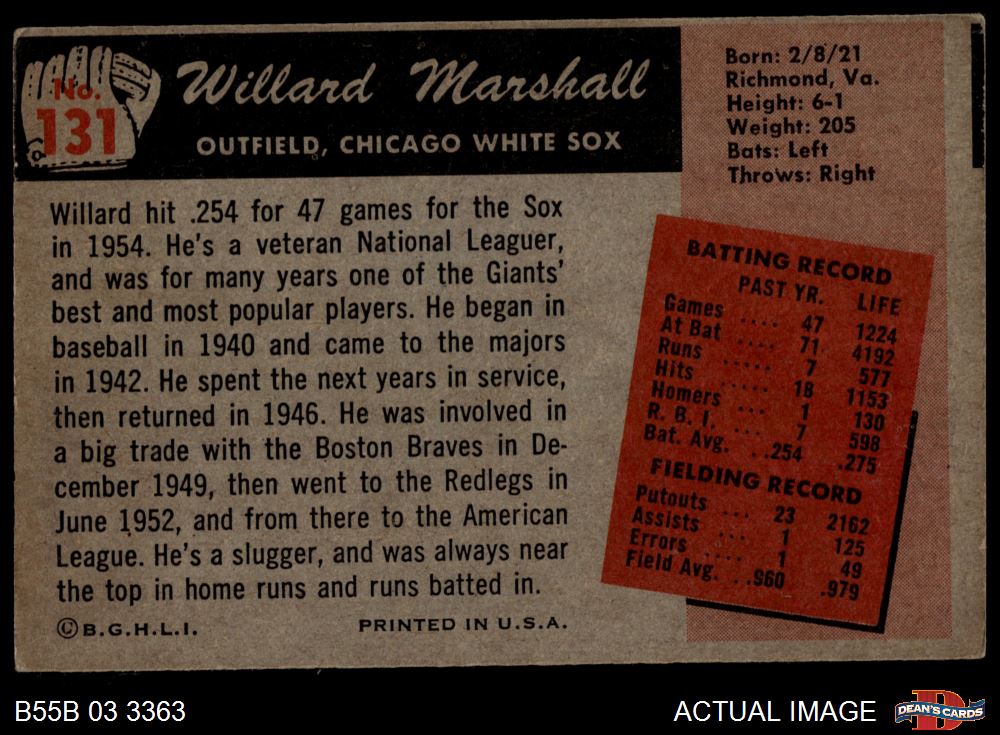 No.
131
Willard Marshall
OUTFIELD, CHICAGO WHITE SOX
Born: 2/8/21
Richmond, Va.
Height: 6-1
Weight: 205
Bats: Left
Throws: Right
Willard hit .254 for 47 games for the Sox
in 1954. He's a veteran National Leaguer,
and was for many years one of the Giants'
best and most popular players. He began in
baseball in 1940 and came to the majors
in 1942. He spent the next years in service,
then returned in 1946. He was involved in
a big trade with the Boston Braves in De-
cember 1949, then went to the Redlegs in
June 1952, and from there to the American
League. He's a slugger, and was always near
the top in home runs and runs batted in.
©B.G.H.L.I. PRINTED IN U.S.A.
BATTING RECORD
PAST YR. LIFE
Games .... 47 1224
At Bat .... 71 4192
Runs ..... 7 577
Hits ..... 18 1153
Homers ... 1 130
R. B. I. ... 7 598
Bat. Avg. ..254 .275
FIELDING RECORD
Putouts ... 23 2162
Assists .... 1 125
Errors .... 1 49
Field Avg. ..960 .979
B55B 03 3363
ACTUAL IMAGE
DEAN'S CARDS